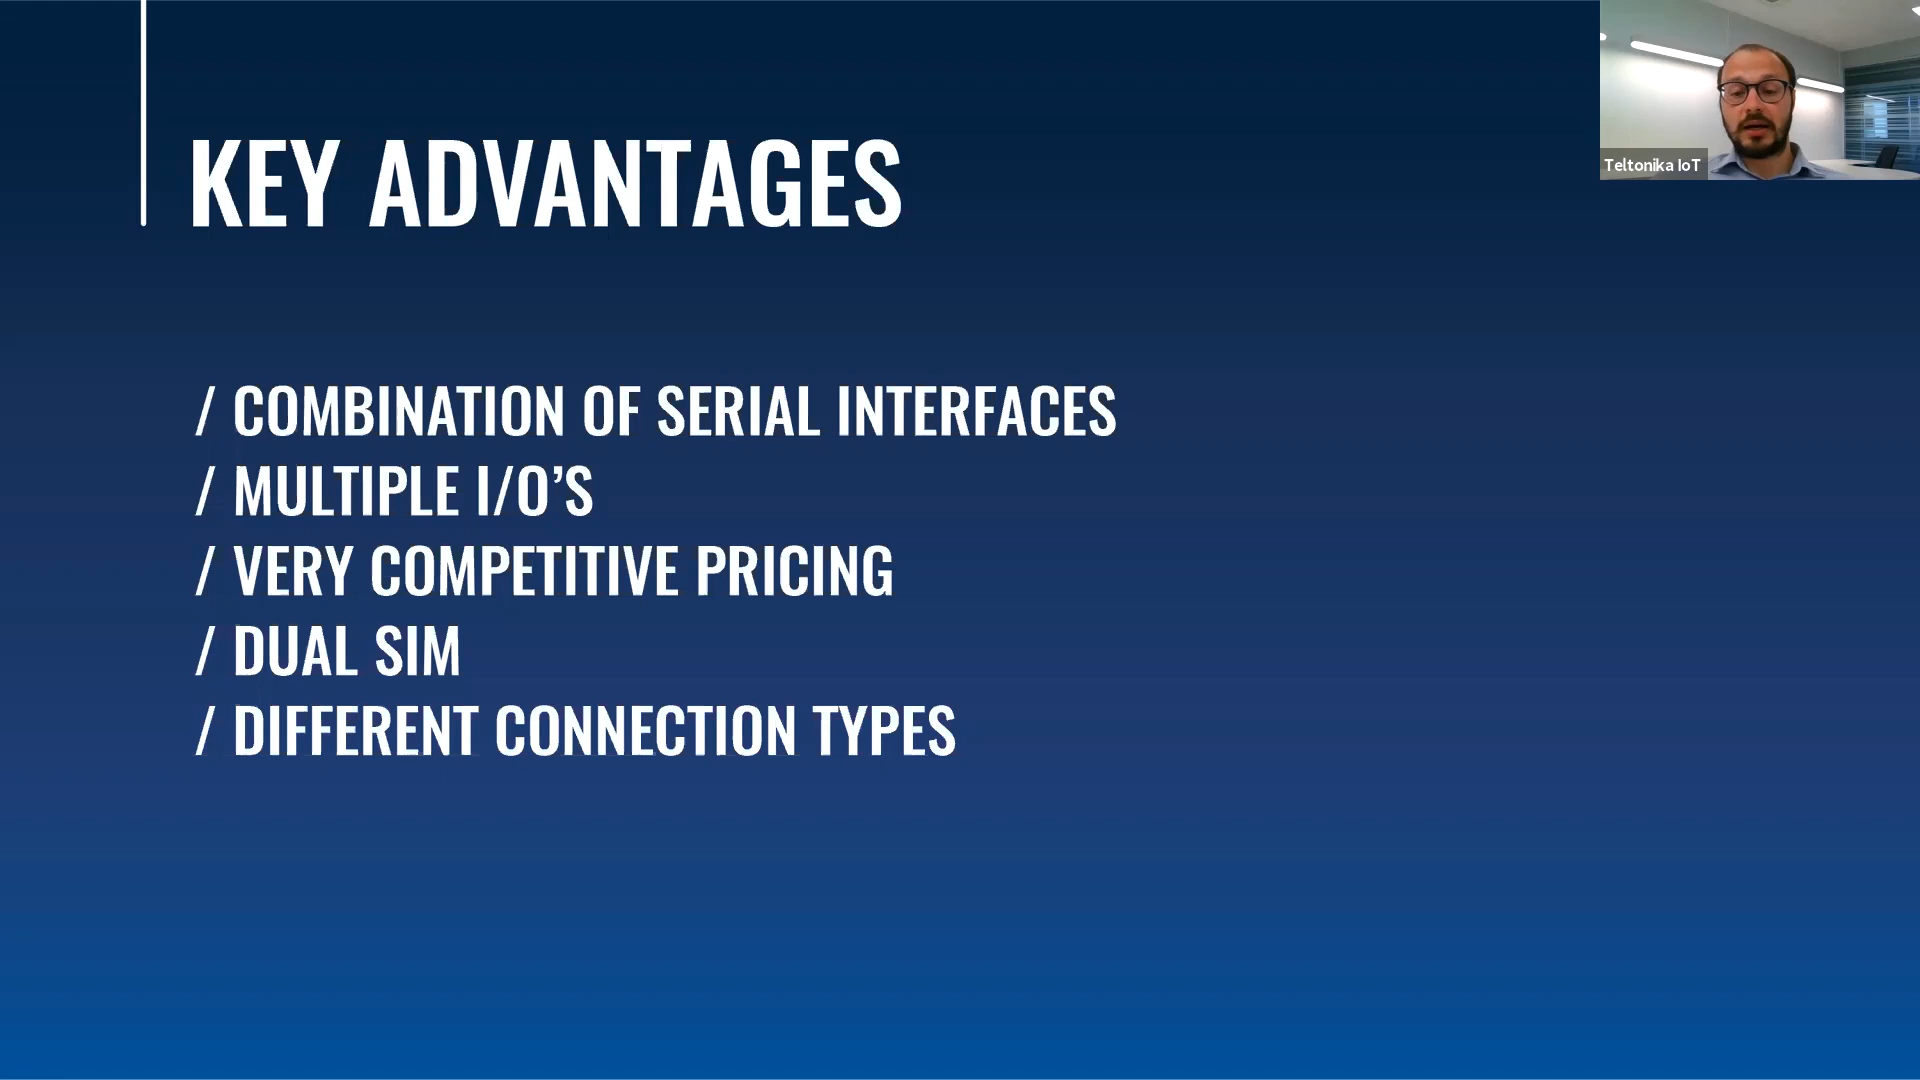 KEY ADVANTAGES
/ COMBINATION OF SERIAL INTERFACES
/ MULTIPLE I/O’S
/ VERY COMPETITIVE PRICING
/ DUAL SIM
/ DIFFERENT CONNECTION TYPES
Teltonika IoT